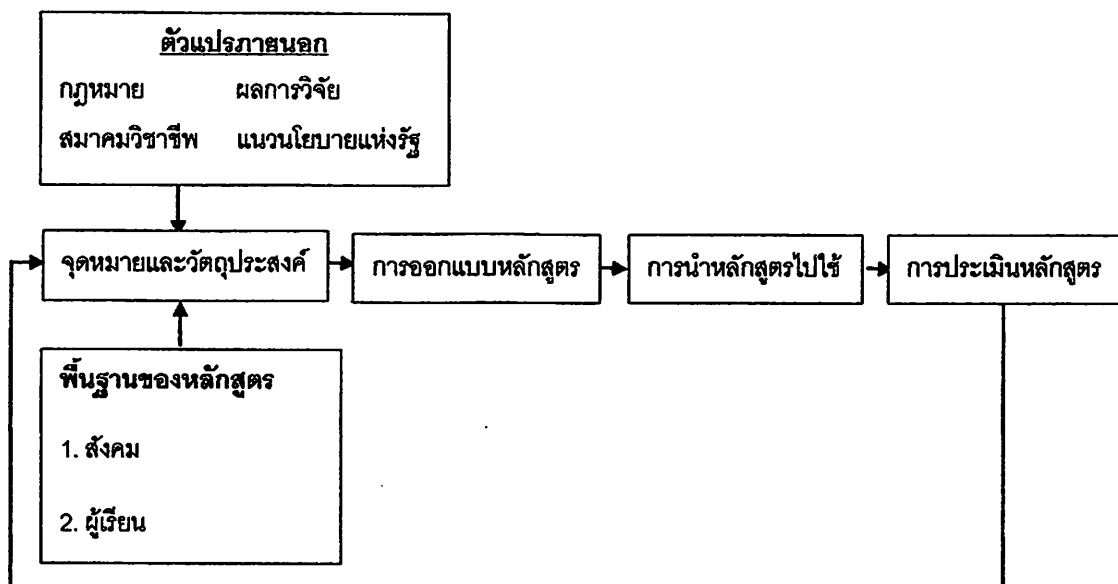 ตัวแปรภายนอก
กฎหมาย ผลการวิจัย
สมาคมวิชาชีพ แนวนโยบายแห่งรัฐ
จุดหมายและวัตถุประสงค์ การออกแบบหลักสูตร การนำหลักสูตรไปใช้ การประเมินหลักสูตร
พื้นฐานของหลักสูตร
1. สังคม
2. ผู้เรียน